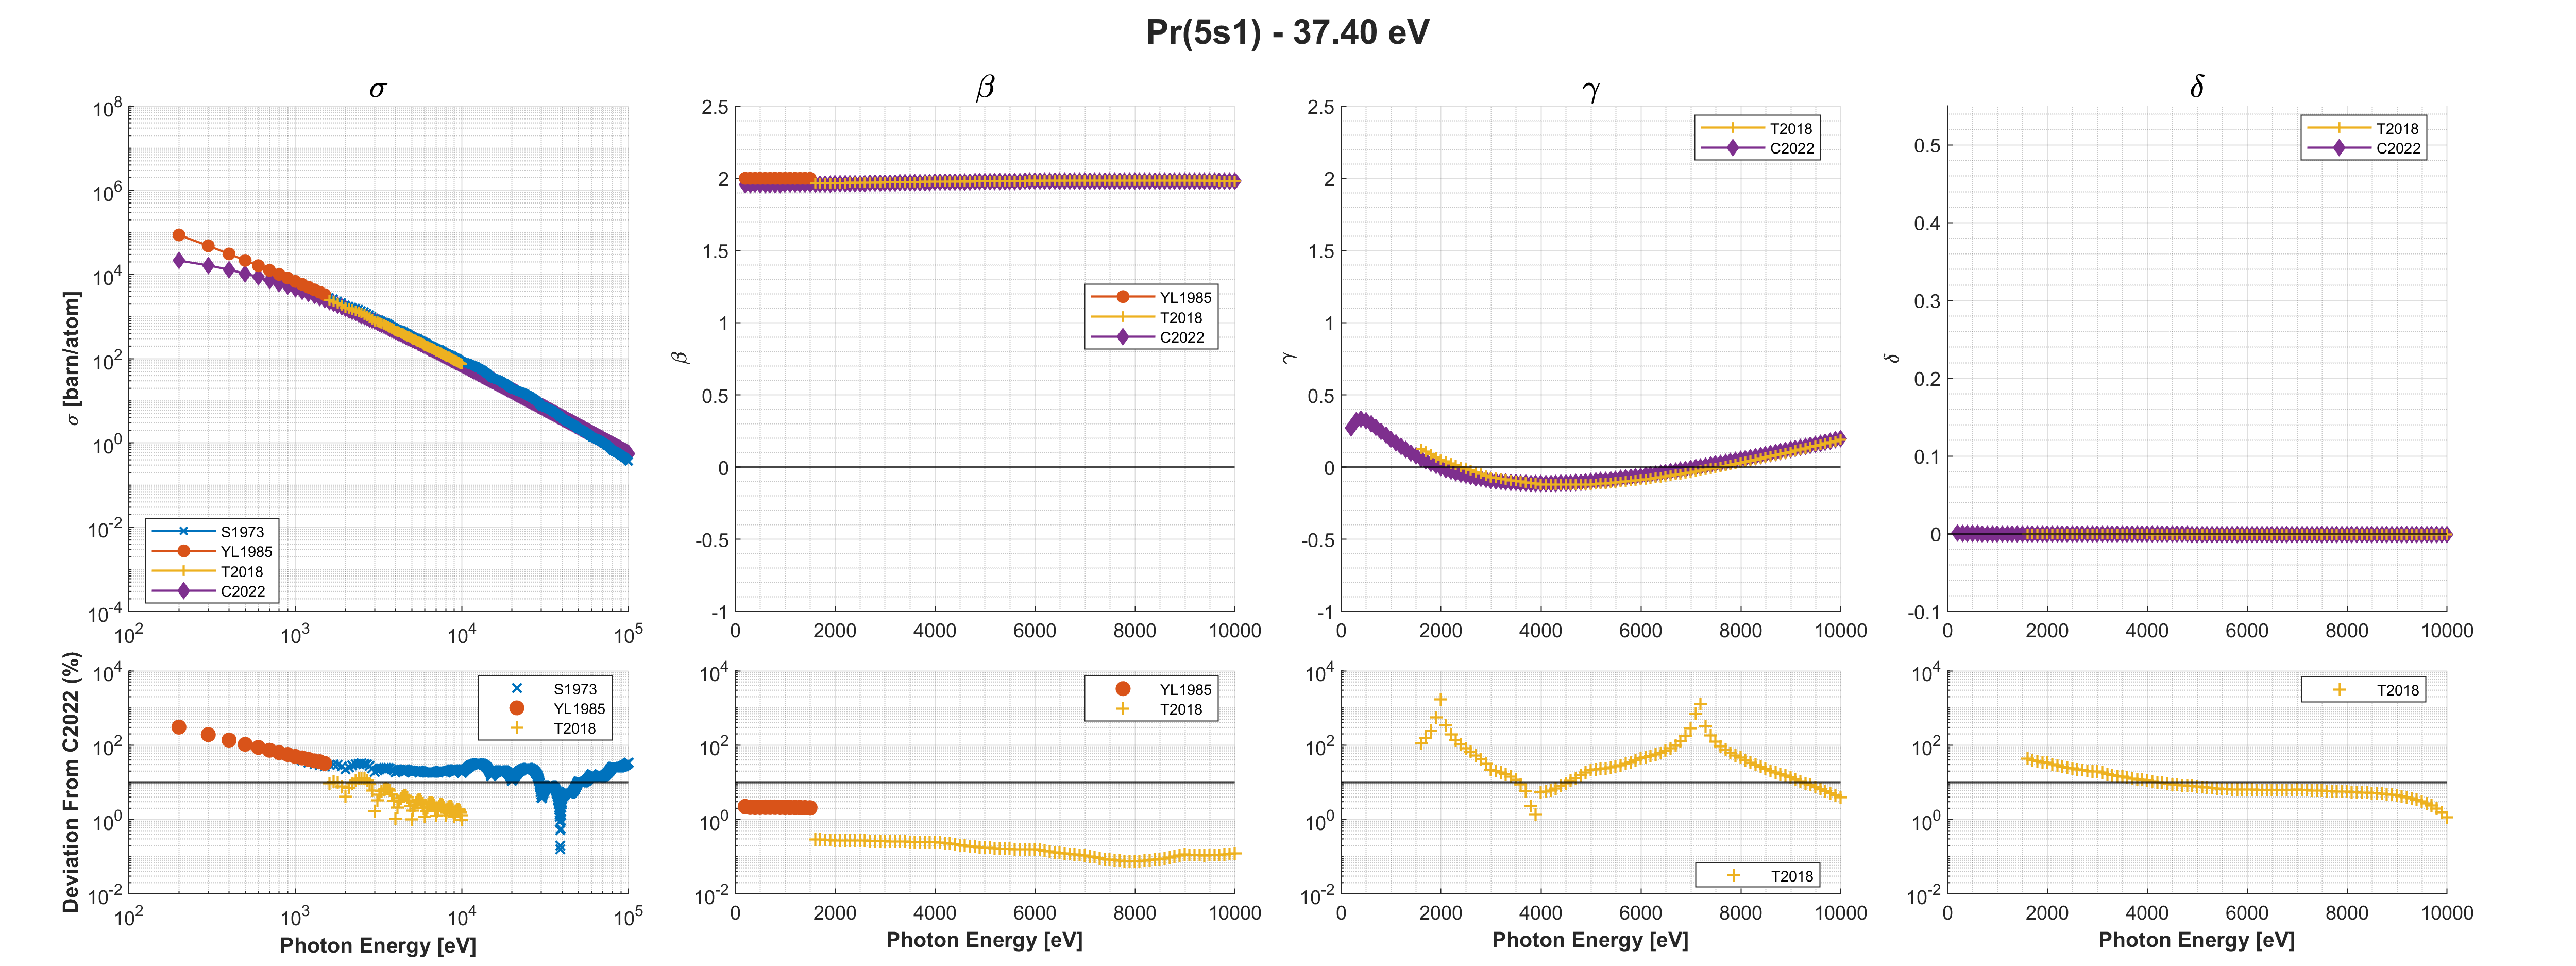 Pr(5s1) - 37.40 eV
σ
β
γ
δ
σ [barn/atom]
10^8
10^6
10^4
10^2
10^0
10^-2
10^-4
10^2
10^3
10^4
10^5
S1973
YL1985
T2018
C2022
β
2.5
2
1.5
1
0.5
0
-0.5
-1
0
2000
4000
6000
8000
10000
YL1985
T2018
C2022
γ
2.5
2
1.5
1
0.5
0
-0.5
-1
0
2000
4000
6000
8000
10000
T2018
C2022
δ
0.5
0.4
0.3
0.2
0.1
0
-0.1
0
2000
4000
6000
8000
10000
T2018
C2022
Deviation From C2022 (%)
10^4
10^2
10^0
10^-2
10^2
10^3
10^4
10^5
S1973
YL1985
T2018
Photon Energy [eV]
10^4
10^2
10^0
10^-2
0
2000
4000
6000
8000
10000
YL1985
T2018
Photon Energy [eV]
10^4
10^2
10^0
10^-2
0
2000
4000
6000
8000
10000
T2018
Photon Energy [eV]
10^4
10^2
10^0
10^-2
0
2000
4000
6000
8000
10000
T2018
Photon Energy [eV]